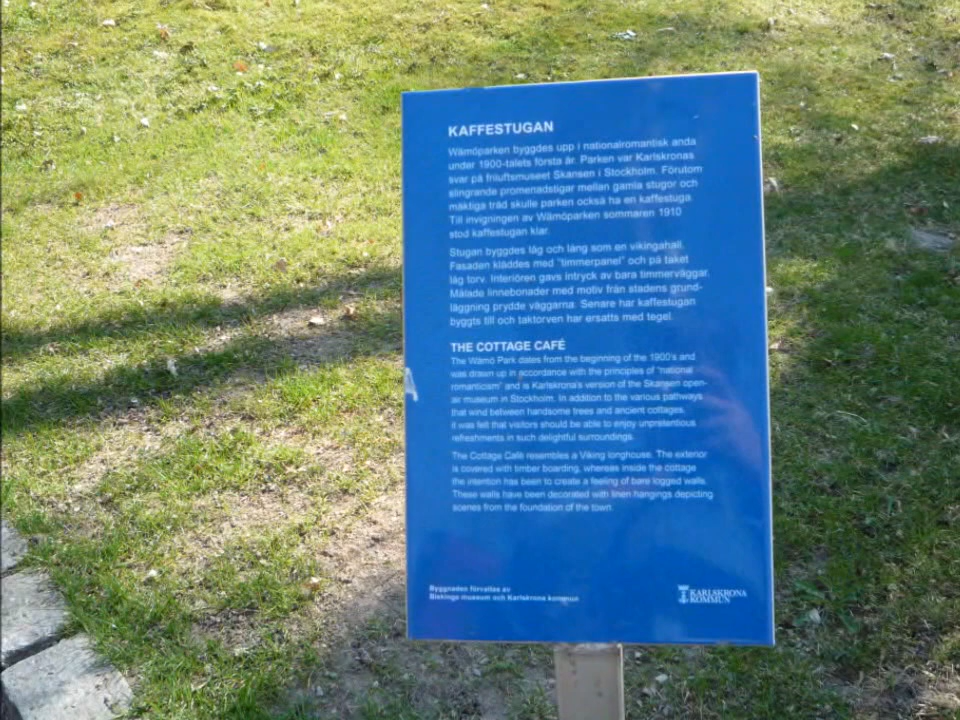 KAFFESTUGAN
Wämöparken byggdes upp i nationalromantisk anda
under 1900-talets första år. Parken var Karlskronas
svar på friluftsmuseet Skansen i Stockholm. Förutom
slingrande promenadstigar mellan gamla stugor och
mäktiga träd skulle parken också ha en kaffestuga.
Till invigningen av Wämöparken sommaren 1910
stod kaffestugan klar.
Stugan byggdes låg och lång som en vikingahall.
Fasaden kläddes med "timmerpanel" och på taket
låg torv. Interiören gavs intryck av bara timmerväggar.
Målade linnebonader med motiv från stadens grund-
läggning prydde väggarna. Senare har kaffestugan
byggts till och taktorven har ersatts med tegel.
THE COTTAGE CAFÉ
The Wämö Park dates from the beginning of the 1900's and
was drawn up in accordance with the principles of "national
romanticism" and is Karlskrona's version of the Skansen open-
air museum in Stockholm. In addition to the various pathways
that wind between handsome trees and ancient cottages,
it was felt that visitors should be able to enjoy unpretentious
refreshments in such delightful surroundings.
The Cottage Café resembles a Viking longhouse. The exterior
is covered with timber boarding, whereas inside the cottage
the intention has been to create a feeling of bare logged walls.
These walls have been decorated with linen hangings depicting
scenes from the foundation of the town.
Byggnaden förvaltas av
Blekinge museum och Karlskrona kommun
KARLSKRONA
KOMMUN